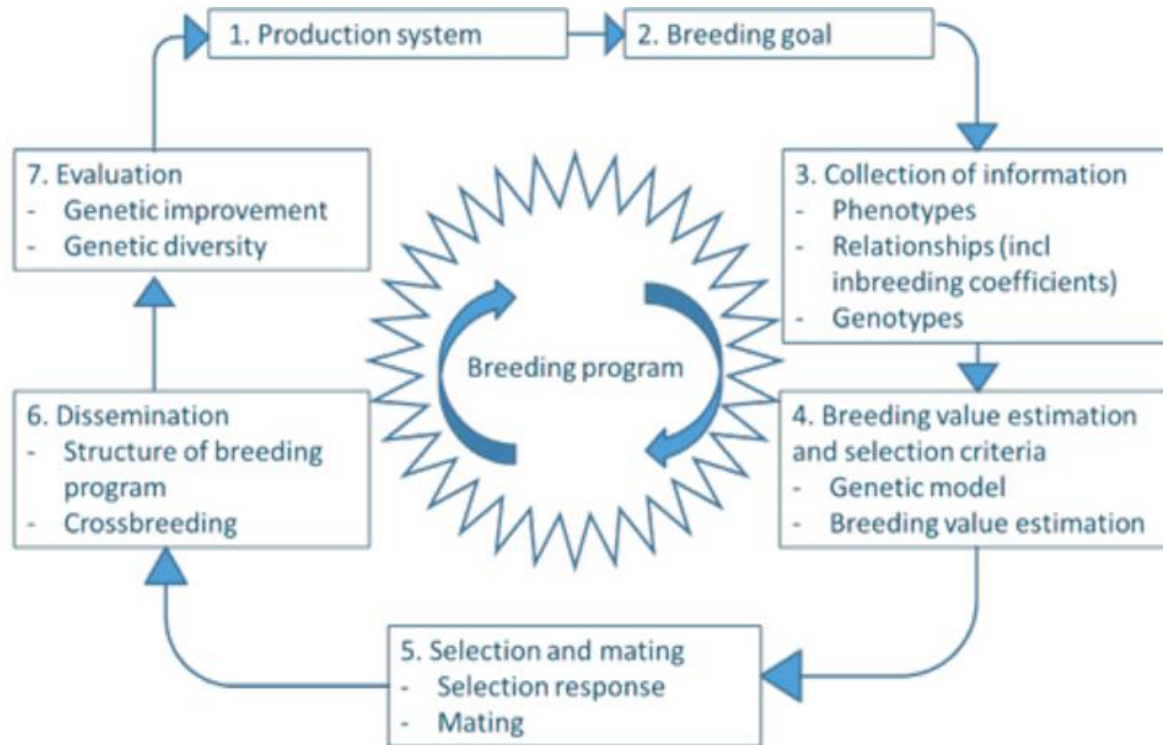 1. Production system
2. Breeding goal
3. Collection of information
- Phenotypes
- Relationships (incl
inbreeding coefficients)
- Genotypes
4. Breeding value estimation
and selection criteria
- Genetic model
- Breeding value estimation
5. Selection and mating
- Selection response
- Mating
6. Dissemination
- Structure of breeding
program
- Crossbreeding
7. Evaluation
- Genetic improvement
- Genetic diversity
Breeding program